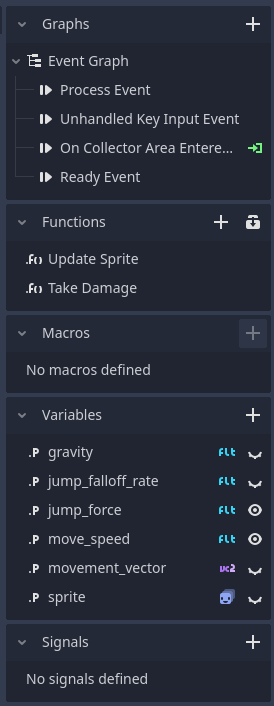 Graphs
Event Graph
Process Event
Unhandled Key Input Event
On Collector Area Entere...
Ready Event
Functions
.f() Update Sprite
.f() Take Damage
Macros
No macros defined
Variables
.P gravity flt
.P jump_falloff_rate flt
.P jump_force flt
.P move_speed flt
.P movement_vector vc2
.P sprite
Signals
No signals defined